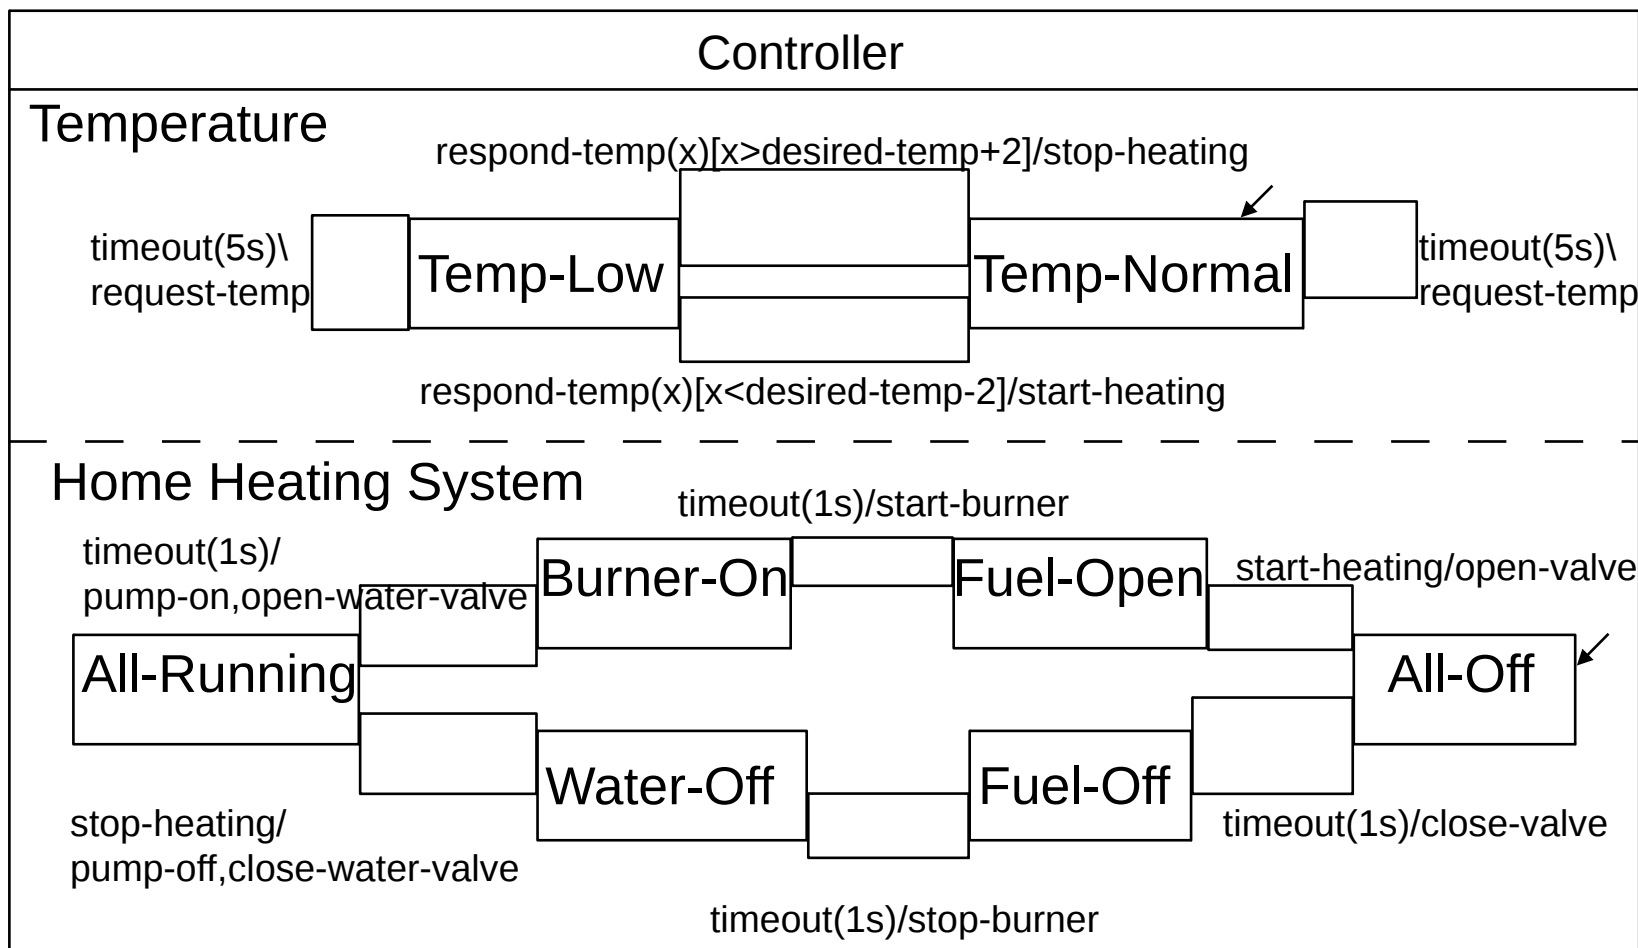 Controller
Temperature
respond-temp(x)[x>desired-temp+2]/stop-heating
timeout(5s)\
request-temp
Temp-Low
Temp-Normal
timeout(5s)\
request-temp
respond-temp(x)[x<desired-temp-2]/start-heating
Home Heating System
timeout(1s)/start-burner
timeout(1s)/
pump-on,open-water-valve
Burner-On
Fuel-Open
start-heating/open-valve
All-Running
All-Off
Water-Off
Fuel-Off
stop-heating/
pump-off,close-water-valve
timeout(1s)/close-valve
timeout(1s)/stop-burner